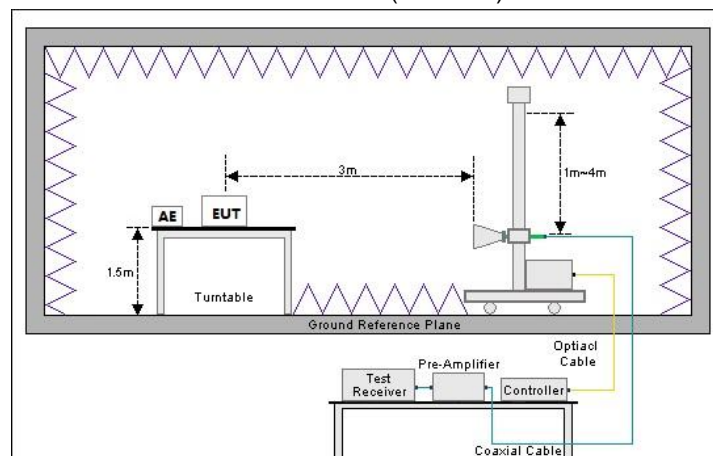 3m
1m~4m
AE
EUT
1.5m
Turntable
Ground Reference Plane
Optiacl
Cable
Pre-Amplifier
Test
Receiver
Controller
Coaxial Cable